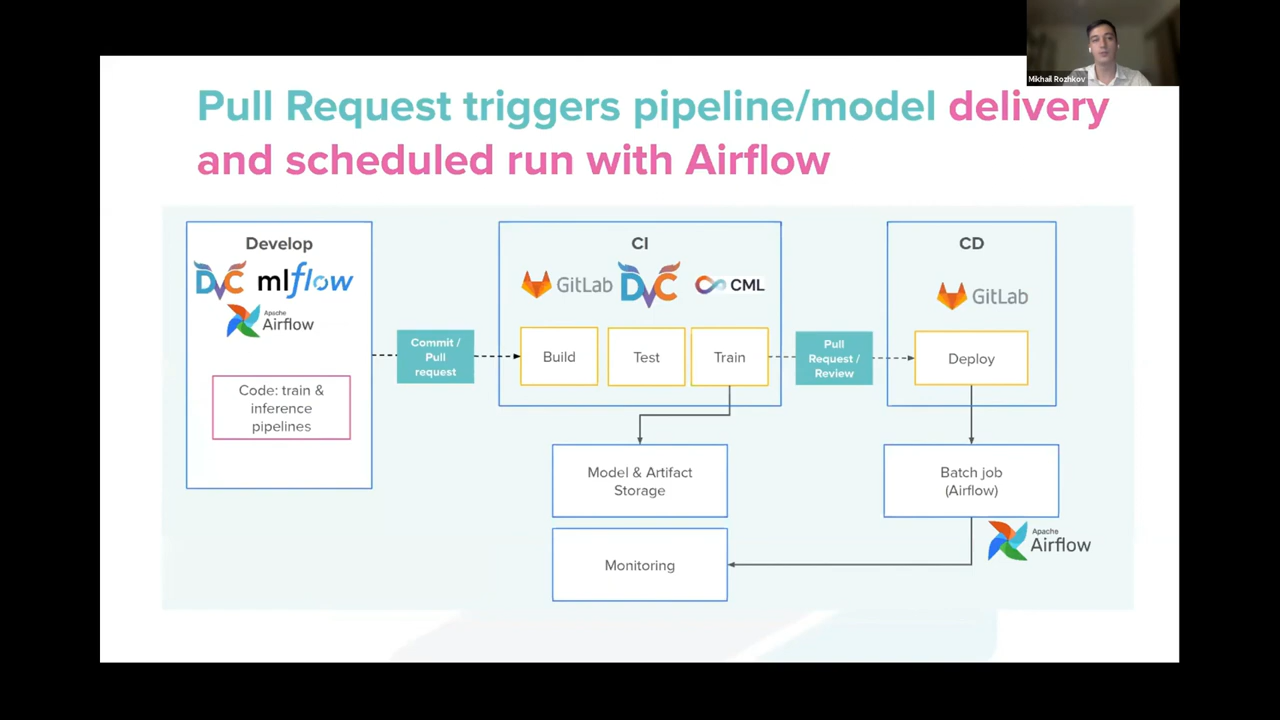 Mikhail Rozhkov
Pull Request triggers pipeline/model delivery
and scheduled run with Airflow
Develop
DVC mlflow
Apache
Airflow
Code: train &
inference
pipelines
Commit /
Pull
request
CI
GitLab DVC CML
Build
Test
Train
Pull
Request /
Review
CD
GitLab
Deploy
Model & Artifact
Storage
Batch job
(Airflow)
Apache
Airflow
Monitoring